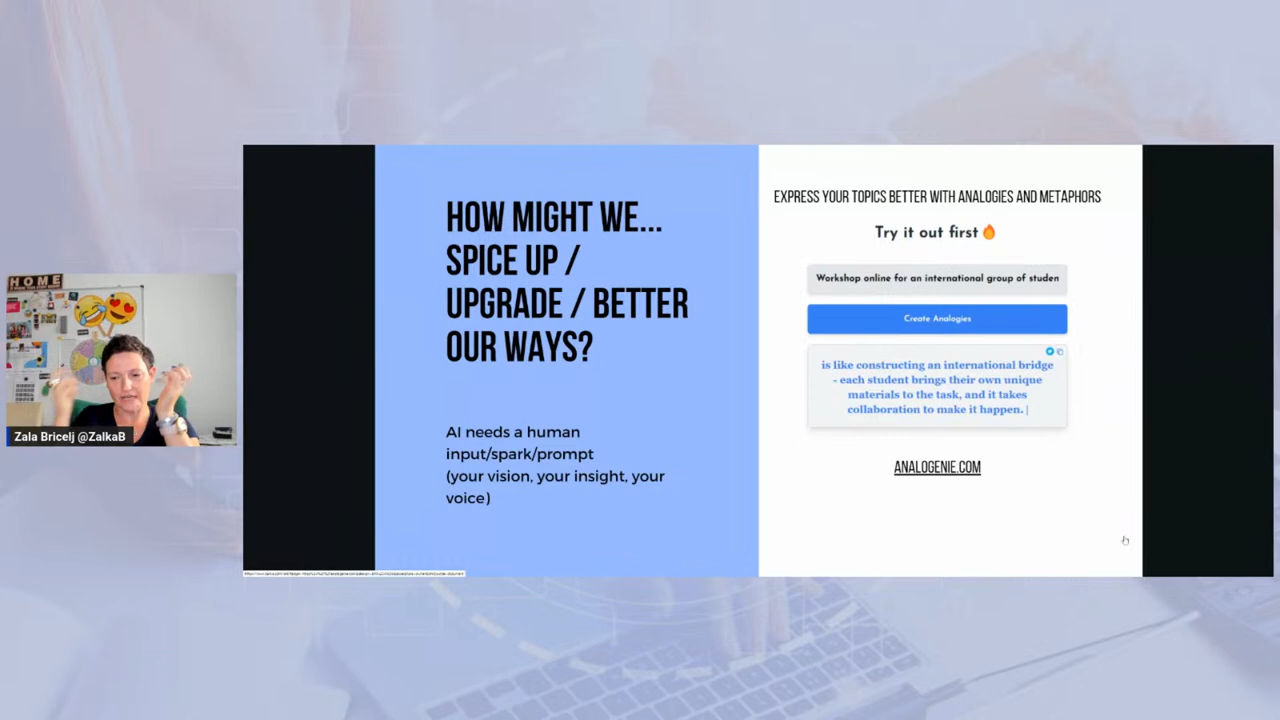 HOME
Zala Bricelj @ZalkaB
HOW MIGHT WE...
SPICE UP /
UPGRADE / BETTER
OUR WAYS?
AI needs a human
input/spark/prompt
(your vision, your insight, your
voice)
EXPRESS YOUR TOPICS BETTER WITH ANALOGIES AND METAPHORS
Try it out first🔥
Workshop online for an international group of studen
Create Analogies
is like constructing an international bridge
- each student brings their own unique
materials to the task, and it takes
collaboration to make it happen. |
ANALOGENIE.COM